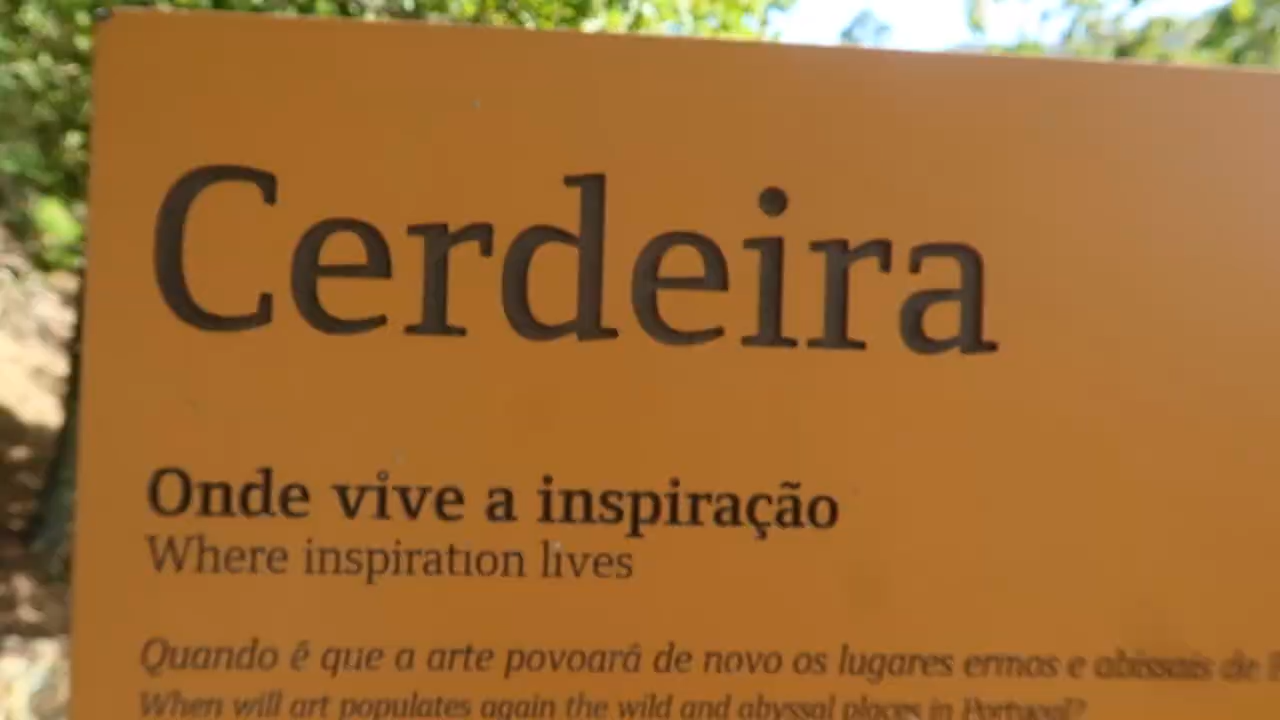 Cerdeira
Onde vive a inspiração
Where inspiration lives
Quando é que a arte povoará de novo os lugares ermos e abissais de
When will art populates again the wild and abyssal places in Portugal?